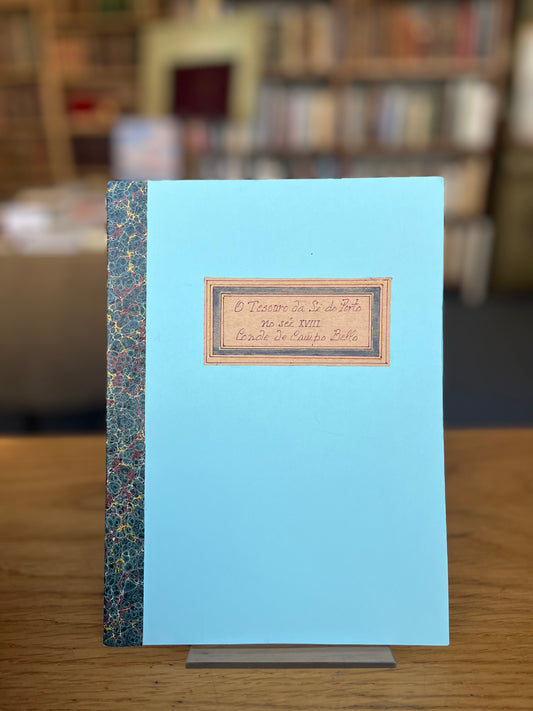 O Tesouro da Sé do Porto
no séc. XVIII
Conde de Campo Bello